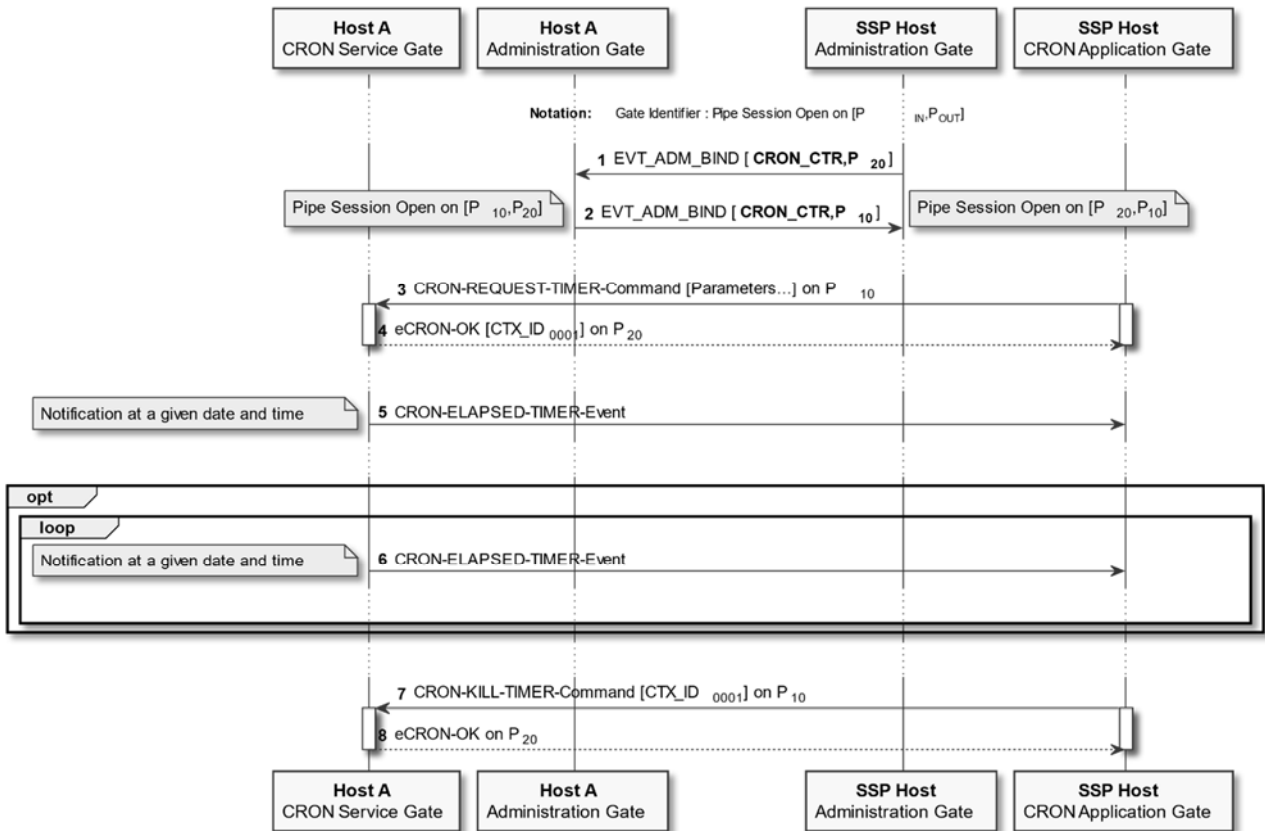 Host A
CRON Service Gate
Host A
Administration Gate
SSP Host
Administration Gate
SSP Host
CRON Application Gate
Notation: Gate Identifier : Pipe Session Open on [P IN,POUT]
1 EVT_ADM_BIND [ CRON_CTR,P 20]
Pipe Session Open on [P 10,P20]
2 EVT_ADM_BIND [ CRON_CTR,P 10]
Pipe Session Open on [P 20,P10]
3 CRON-REQUEST-TIMER-Command [Parameters...] on P 10
4 eCRON-OK [CTX_ID 0001] on P 20
Notification at a given date and time
5 CRON-ELAPSED-TIMER-Event
opt
loop
Notification at a given date and time
6 CRON-ELAPSED-TIMER-Event
7 CRON-KILL-TIMER-Command [CTX_ID 0001] on P 10
8 eCRON-OK on P 20
Host A
CRON Service Gate
Host A
Administration Gate
SSP Host
Administration Gate
SSP Host
CRON Application Gate